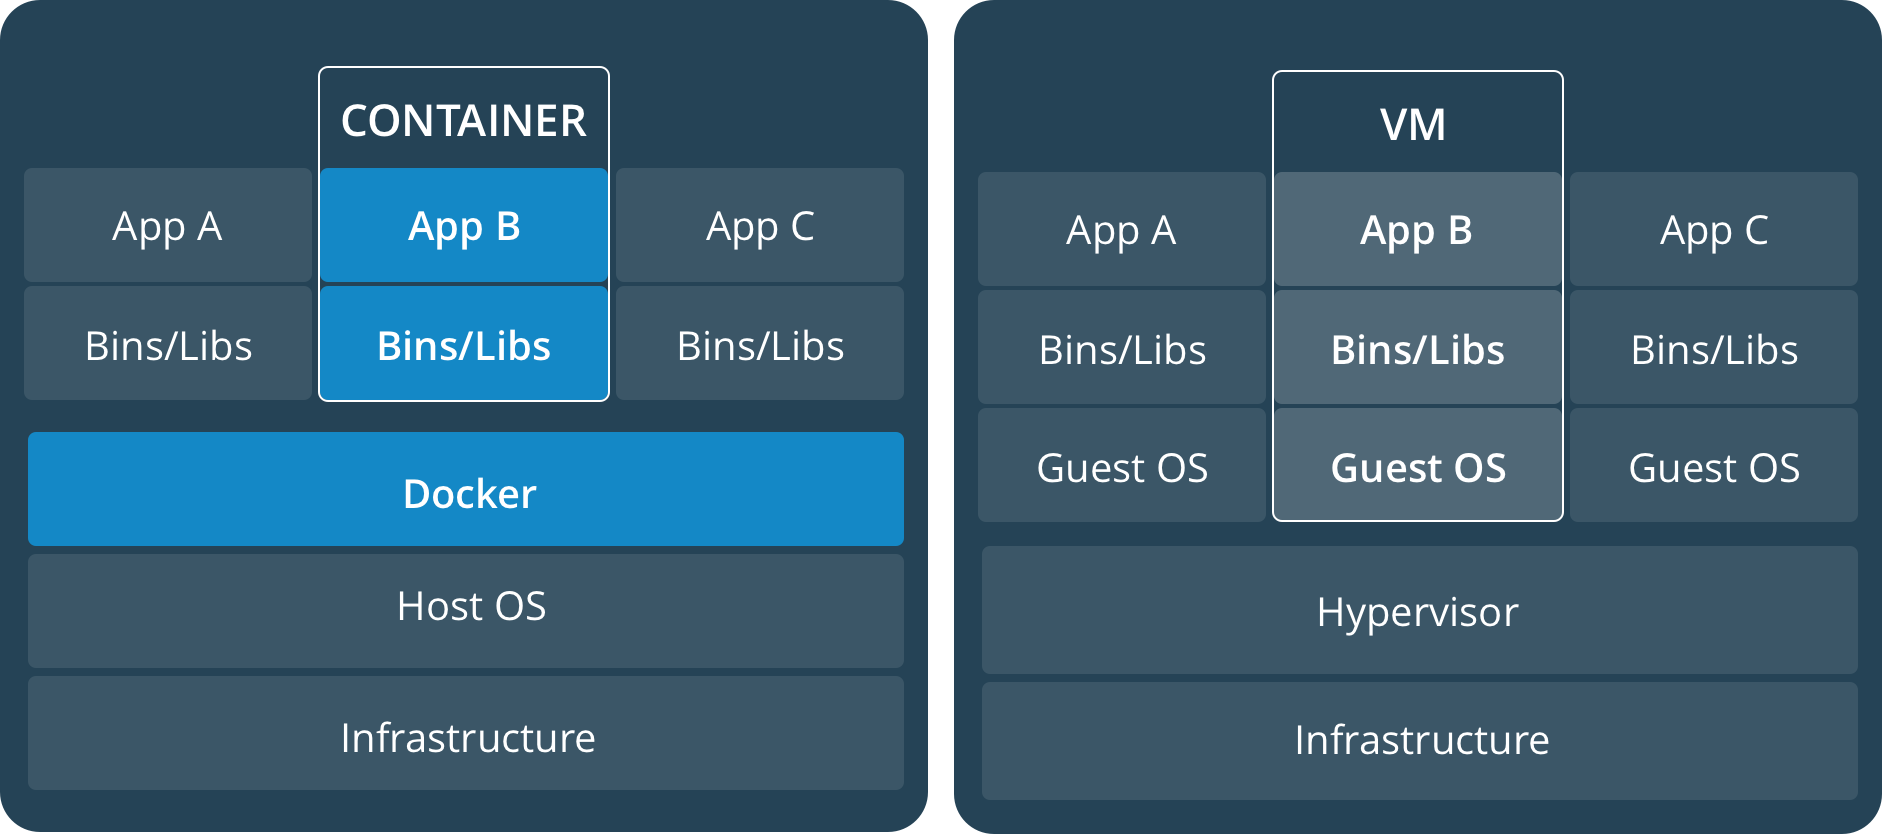 CONTAINER
App A App B App C
Bins/Libs Bins/Libs Bins/Libs
Docker
Host OS
Infrastructure
VM
App A App B App C
Bins/Libs Bins/Libs Bins/Libs
Guest OS Guest OS Guest OS
Hypervisor
Infrastructure